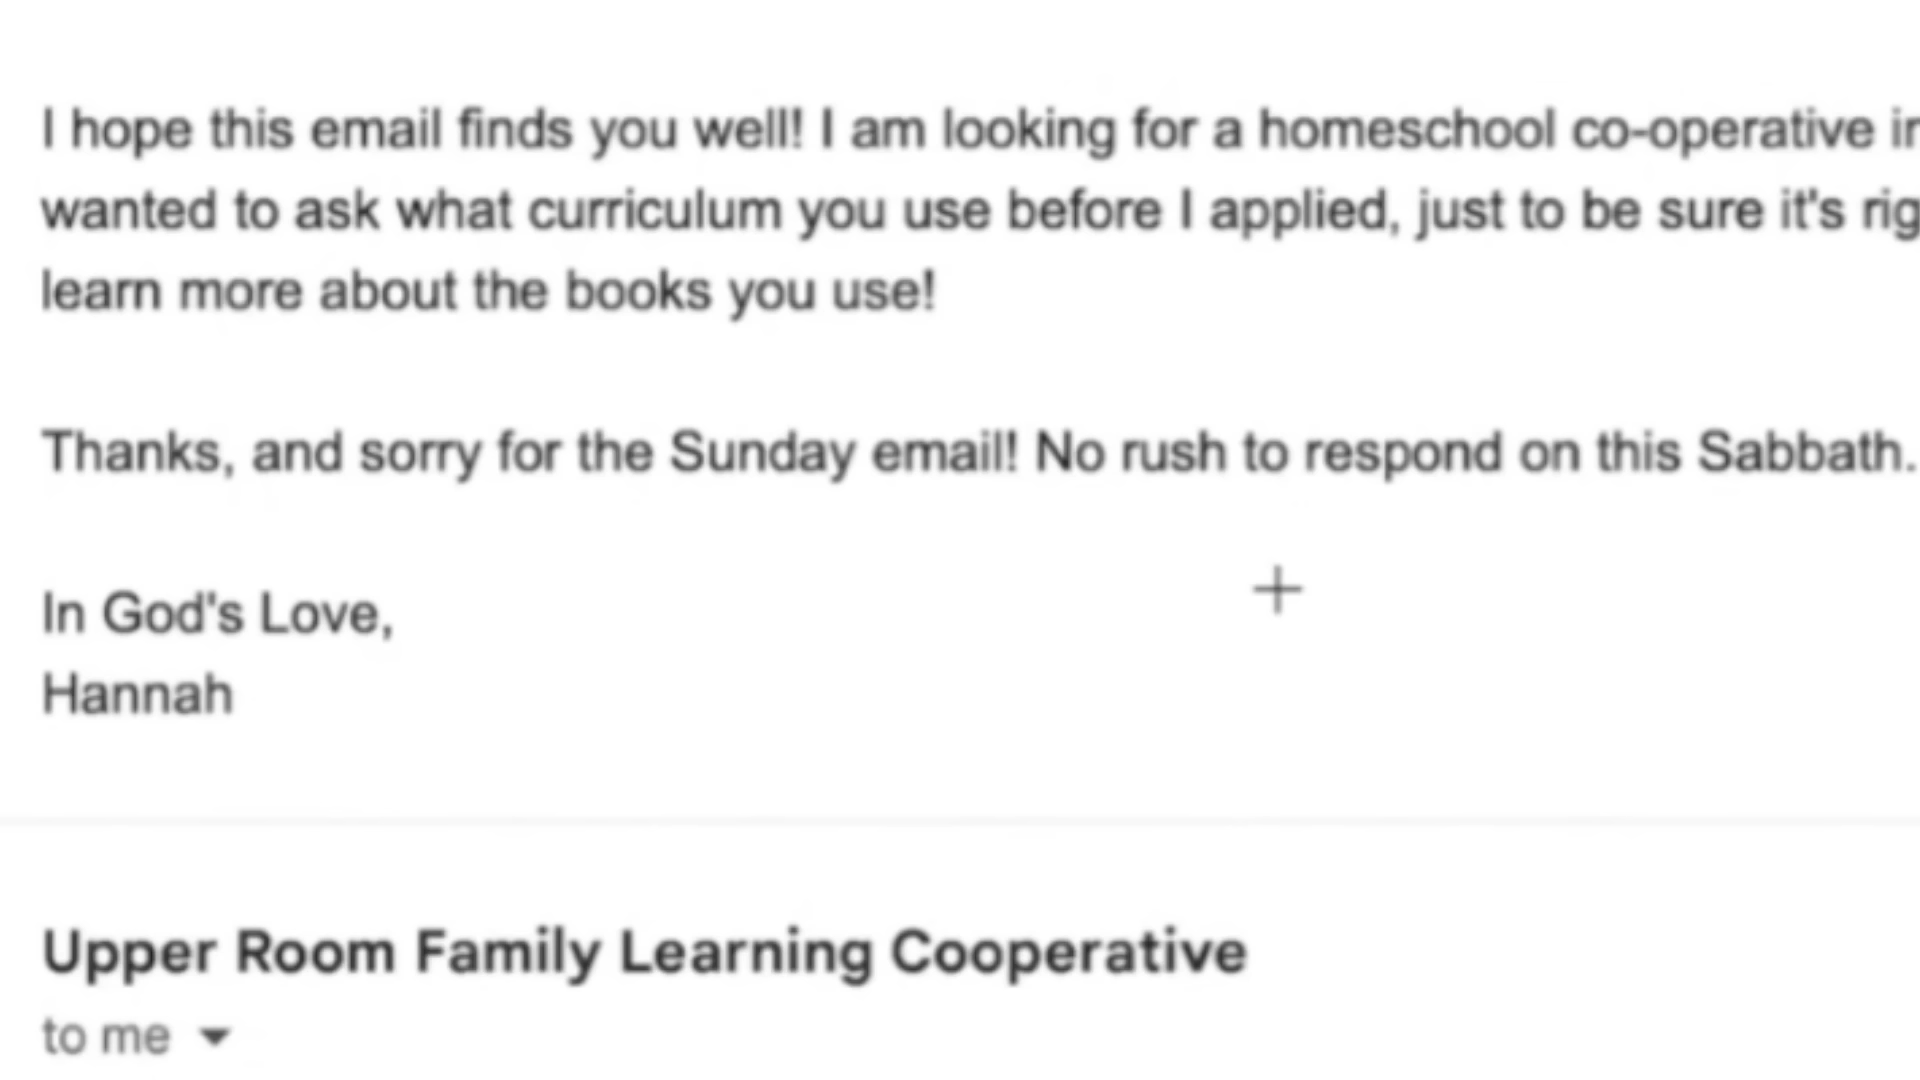 I hope this email finds you well! I am looking for a homeschool co-operative
wanted to ask what curriculum you use before I applied, just to be sure it's
learn more about the books you use!
Thanks, and sorry for the Sunday email! No rush to respond on this Sabbath.
In God's Love,
Hannah
Upper Room Family Learning Cooperative
to me